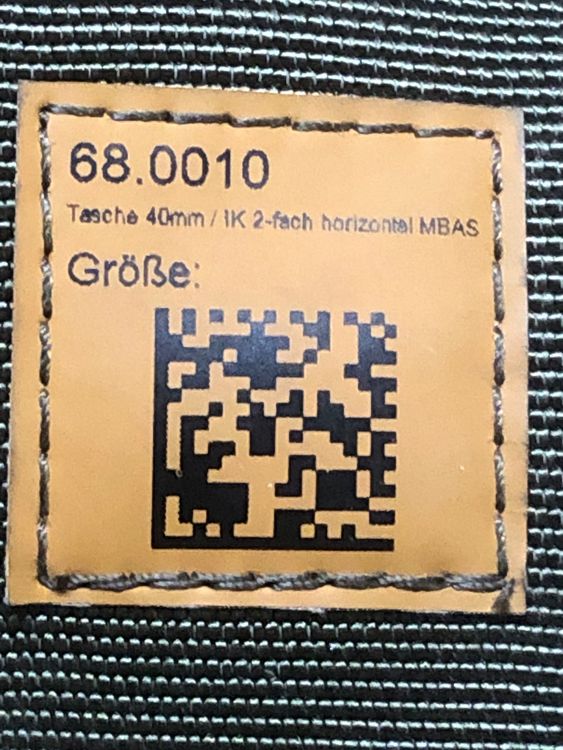 68.0010
Tasche 40mm / IK 2-fach horizontal MBAS
Größe: